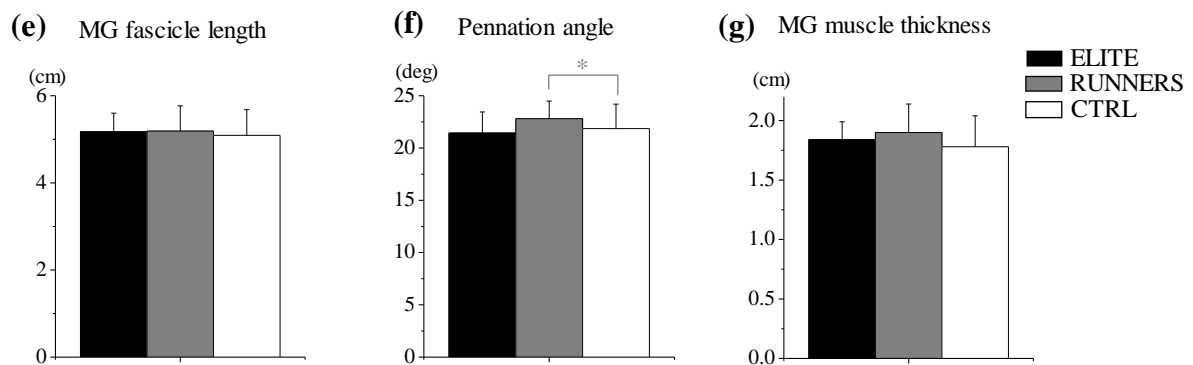 (e) MG fascicle length
(cm)
6
4
2
0
(f) Pennation angle
(deg)
*
25
20
15
10
5
0
(g) MG muscle thickness
(cm)
2.0
1.5
1.0
0.5
0.0
ELITE
RUNNERS
CTRL